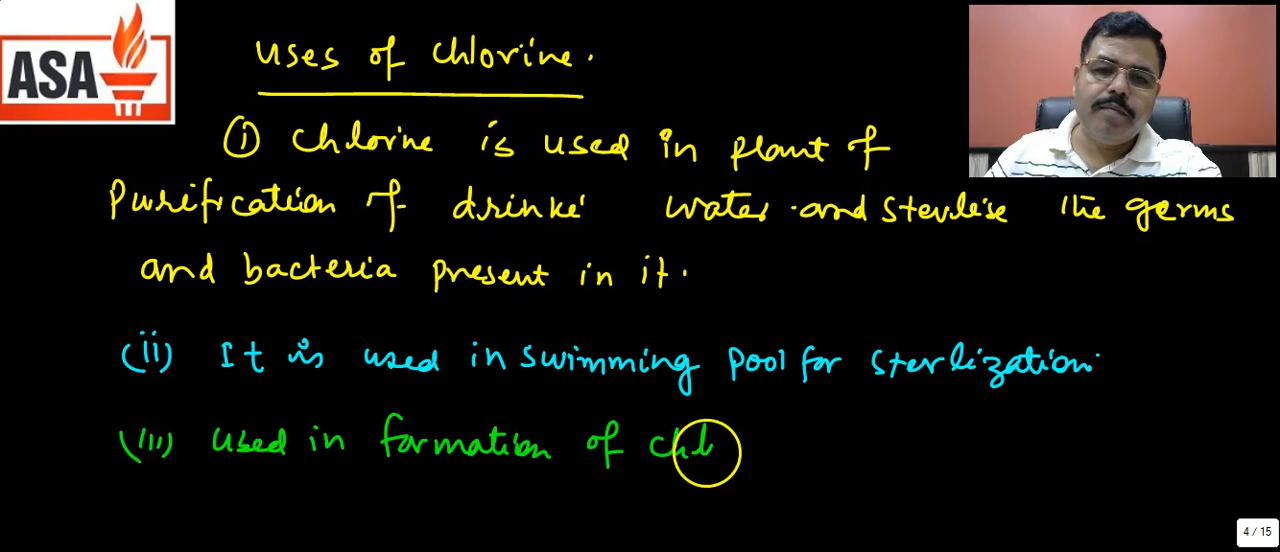 ASA
uses of chlorine.
(i) chlorine is used in plant of
purification of drinke' water. and sterlise the germs
and bacteria present in it.
(ii) It is used in swimming pool for sterlization.
(iii) used in formation of chl
4 / 15